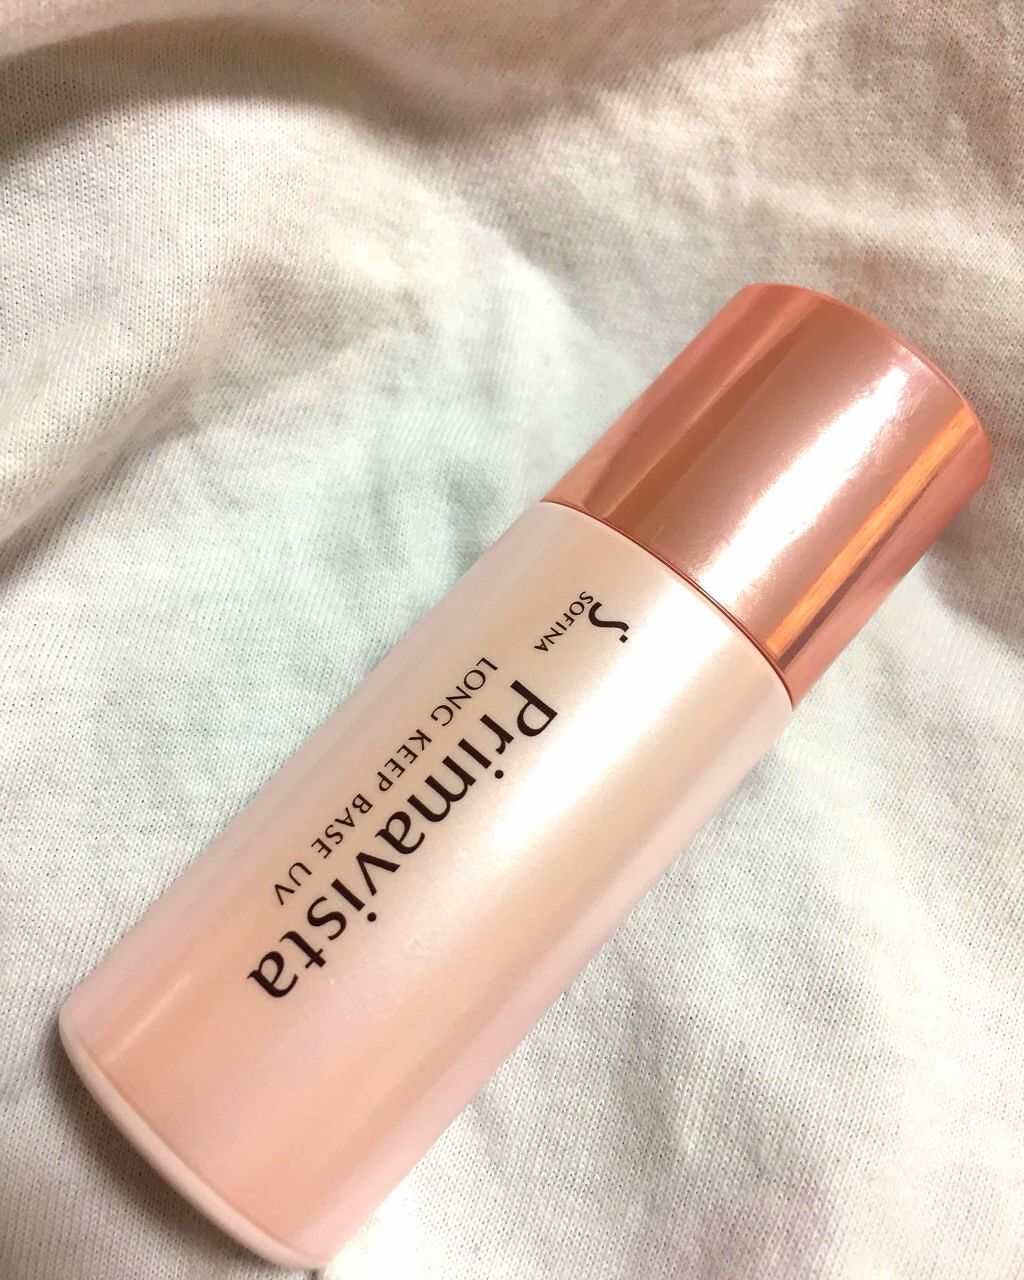 SOFINA
Primavista
LONG KEEP BASE UV